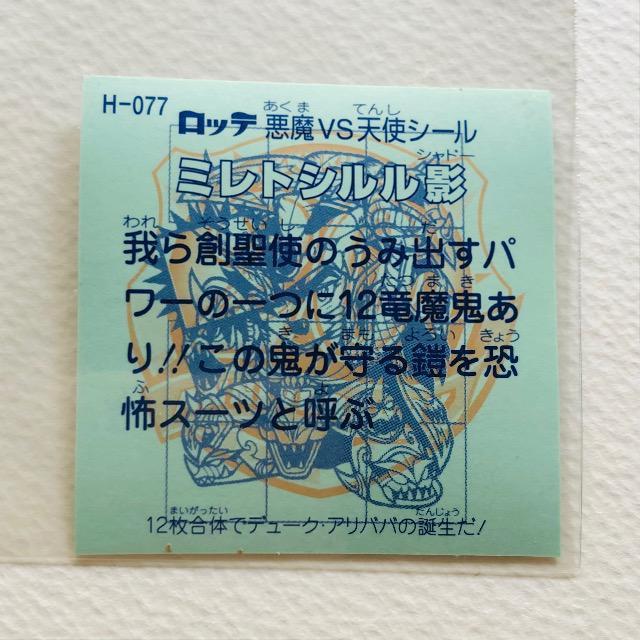 H-077 ロッテ 悪魔VS天使シール
ミレトシルル影
我ら創聖使のうみ出すパ
ワーの一つに12竜魔鬼あ
り!!この鬼が守る鎧を恐
怖スーツと呼ぶ
12枚合体でデューク・アリババの誕生だ!